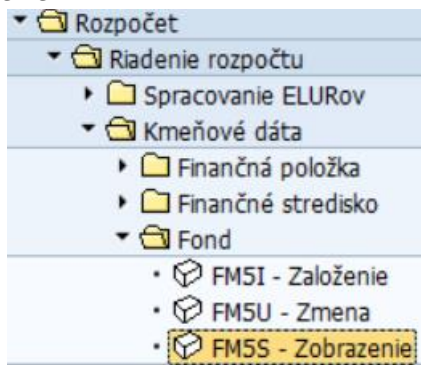 Rozpočet
Riadenie rozpočtu
Spracovanie ELURov
Kmeňové dáta
Finančná položka
Finančné stredisko
Fond
FM5I - Založenie
FM5U - Zmena
FM5S - Zobrazenie